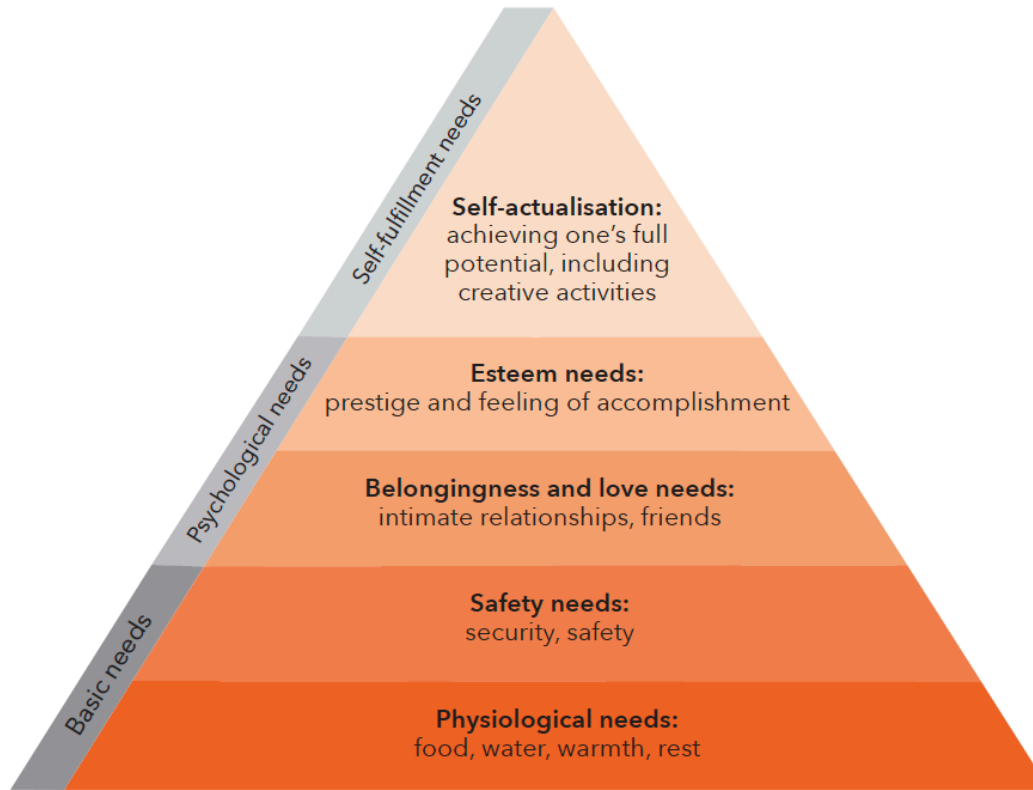 Self-fulfillment needs
Self-actualisation:
achieving one’s full
potential, including
creative activities
Psychological needs
Esteem needs:
prestige and feeling of accomplishment
Belongingness and love needs:
intimate relationships, friends
Basic needs
Safety needs:
security, safety
Physiological needs:
food, water, warmth, rest